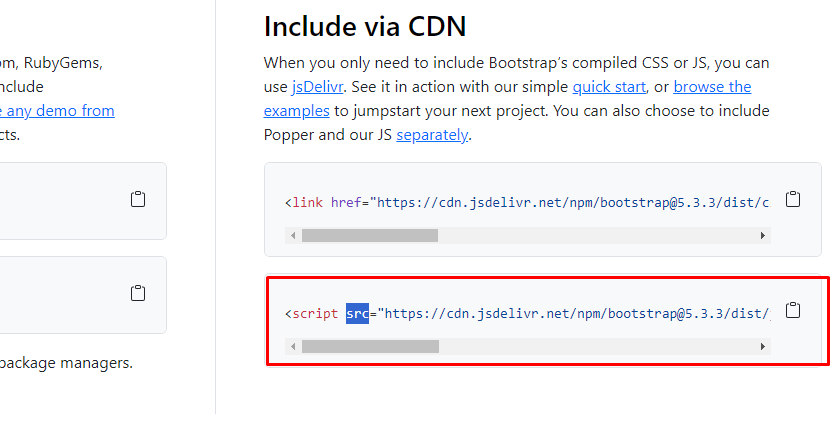 RubyGems,
any demo from
cts.
package managers.
Include via CDN
When you only need to include Bootstrap’s compiled CSS or JS, you can
use jsDelivr. See it in action with our simple quick start, or browse the
examples to jumpstart your next project. You can also choose to include
Popper and our JS separately.
<link href="https://cdn.jsdelivr.net/npm/bootstrap@5.3.3/dist/c
<script src="https://cdn.jsdelivr.net/npm/bootstrap@5.3.3/dist/